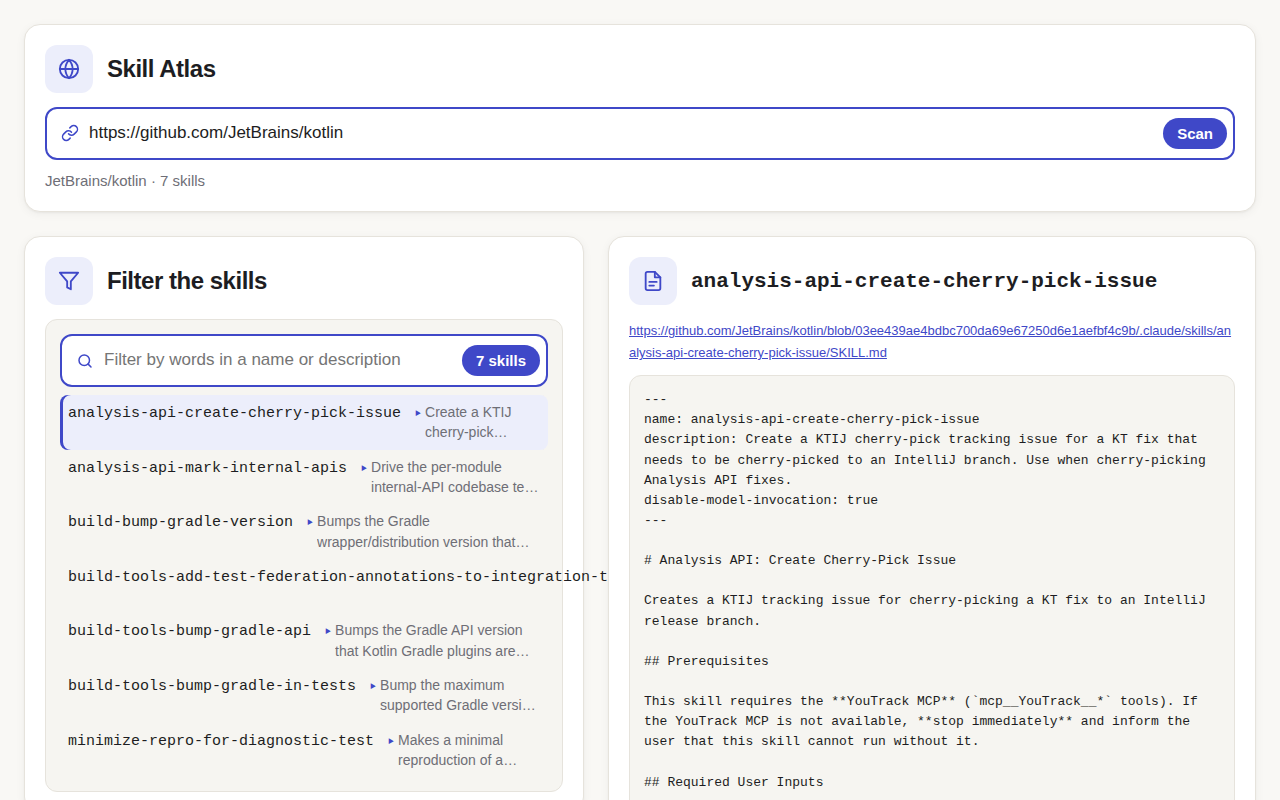 Skill Atlas
https://github.com/JetBrains/kotlin
Scan
JetBrains/kotlin · 7 skills
Filter the skills
Filter by words in a name or description
7 skills
analysis-api-create-cherry-pick-issue
Create a KTIJ
cherry-pick…
analysis-api-mark-internal-apis
Drive the per-module
internal-API codebase te…
build-bump-gradle-version
Bumps the Gradle
wrapper/distribution version that…
build-tools-add-test-federation-annotations-to-integration-t
build-tools-bump-gradle-api
Bumps the Gradle API version
that Kotlin Gradle plugins are…
build-tools-bump-gradle-in-tests
Bump the maximum
supported Gradle versi…
minimize-repro-for-diagnostic-test
Makes a minimal
reproduction of a…
analysis-api-create-cherry-pick-issue
https://github.com/JetBrains/kotlin/blob/03ee439ae4bdbc700da69e67250d6e1aefbf4c9b/.claude/skills/an
alysis-api-create-cherry-pick-issue/SKILL.md
---
name: analysis-api-create-cherry-pick-issue
description: Create a KTIJ cherry-pick tracking issue for a KT fix that
needs to be cherry-picked to an IntelliJ branch. Use when cherry-picking
Analysis API fixes.
disable-model-invocation: true
---
# Analysis API: Create Cherry-Pick Issue
Creates a KTIJ tracking issue for cherry-picking a KT fix to an IntelliJ
release branch.
## Prerequisites
This skill requires the **YouTrack MCP** (`mcp__YouTrack__*` tools). If
the YouTrack MCP is not available, **stop immediately** and inform the
user that this skill cannot run without it.
## Required User Inputs